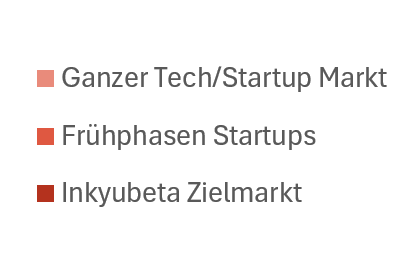 Ganzer Tech/Startup Markt
Frühphasen Startups
Inkyubeta Zielmarkt